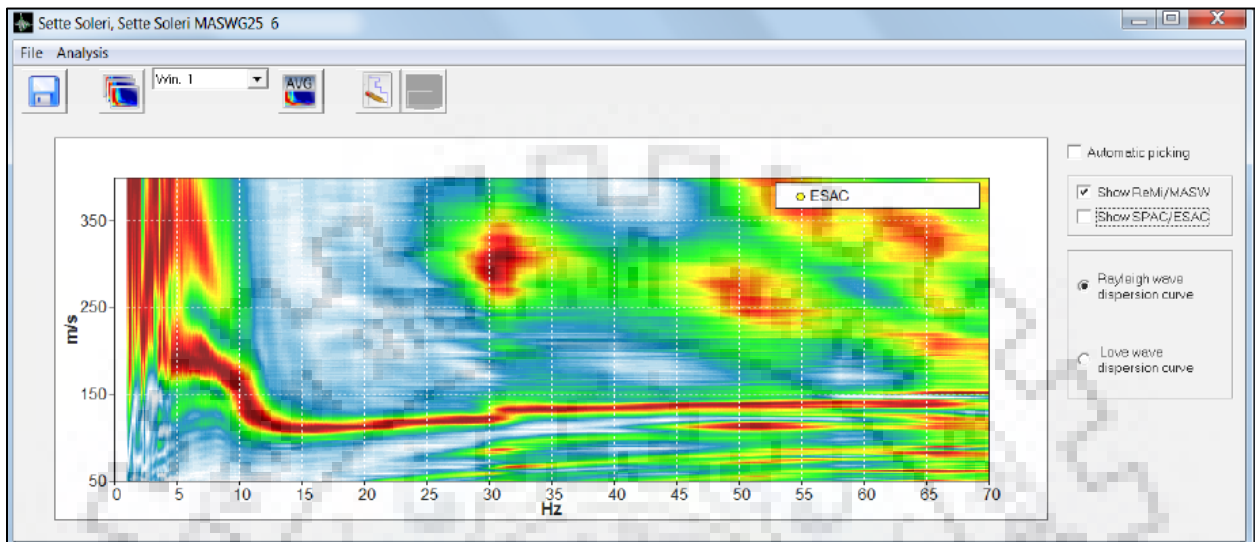 Sette Soleri, Sette Soleri MASWG25 6
File Analysis
Win. 1
AVG
Automatic picking
Show ReMi/MASW
Show SPAC/ESAC
Rayleigh wave
dispersion curve
Love wave
dispersion curve
ESAC
350
250
150
50
m/s
0 5 10 15 20 25 30 35 40 45 50 55 60 65 70
Hz